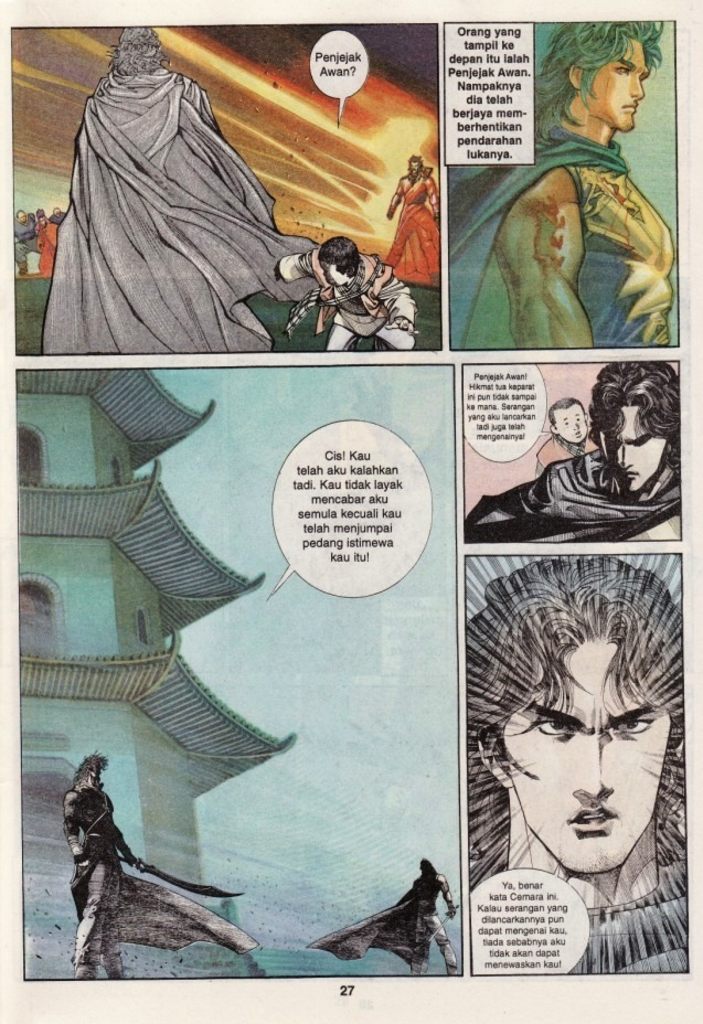 Penjejak
Awan?
Orang yang
tampil ke
depan itu ialah
Penjejak Awan.
Nampaknya
dia telah
berjaya mem-
berhentikan
pendarahan
lukanya.
Cis! Kau
telah aku kalahkan
tadi. Kau tidak layak
mencabar aku
semula kecuali kau
telah menjumpai
pedang istimewa
kau itu!
Penjejak Awan!
Hikmat tua keparat
ini pun tidak sampai
ke mana. Serangan
yang aku lancarkan
tadi juga telah
mengenainya!
Ya, benar
kata Cemara ini.
Kalau serangan yang
dilancarkannya pun
dapat mengenai kau,
tiada sebabnya aku
tidak dapat
menewaskan kau!
27